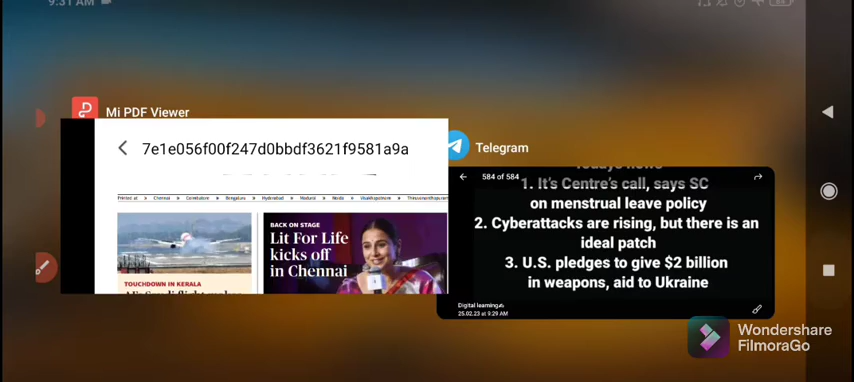 9:31 AM
Mi PDF Viewer
7e1e056f00f247d0bbdf3621f9581a9a
Printed at Chennai Coimbatore Bengaluru Hyderabad Madurai Noida Visakhapatnam
TOUCHDOWN IN KERALA
BACK ON STAGE
Lit For Life
kicks off
in Chennai
Telegram
584 of 584
1. It's Centre's call, says SC
on menstrual leave policy
2. Cyberattacks are rising, but there is an
ideal patch
3. U.S. pledges to give $2 billion
in weapons, aid to Ukraine
Digital learning
25.02.23 at 9:29 AM
Wondershare
FilmoraGo